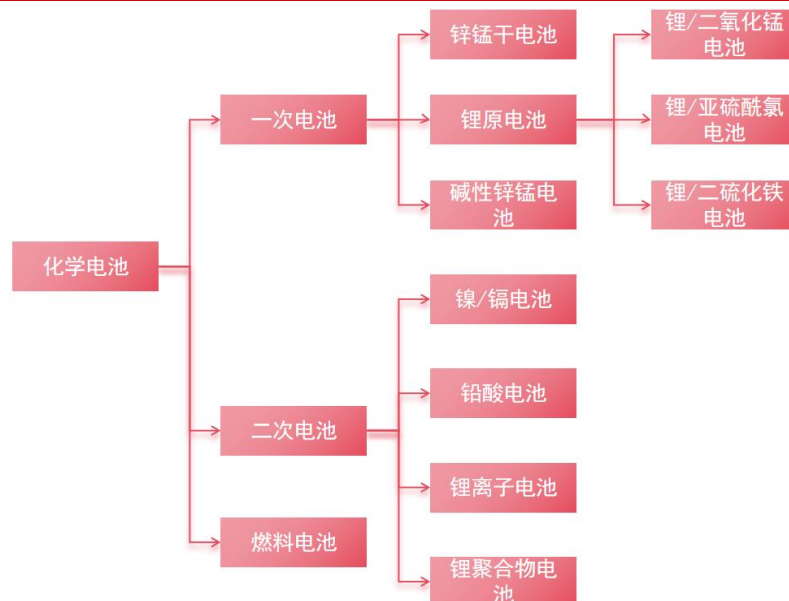 锌锰干电池
锂/二氧化锰
电池
一次电池
锂原电池
锂/亚硫酰氯
电池
碱性锌锰电
池
锂/二硫化铁
电池
化学电池
镍/镉电池
铅酸电池
二次电池
锂离子电池
燃料电池
锂聚合物电
池